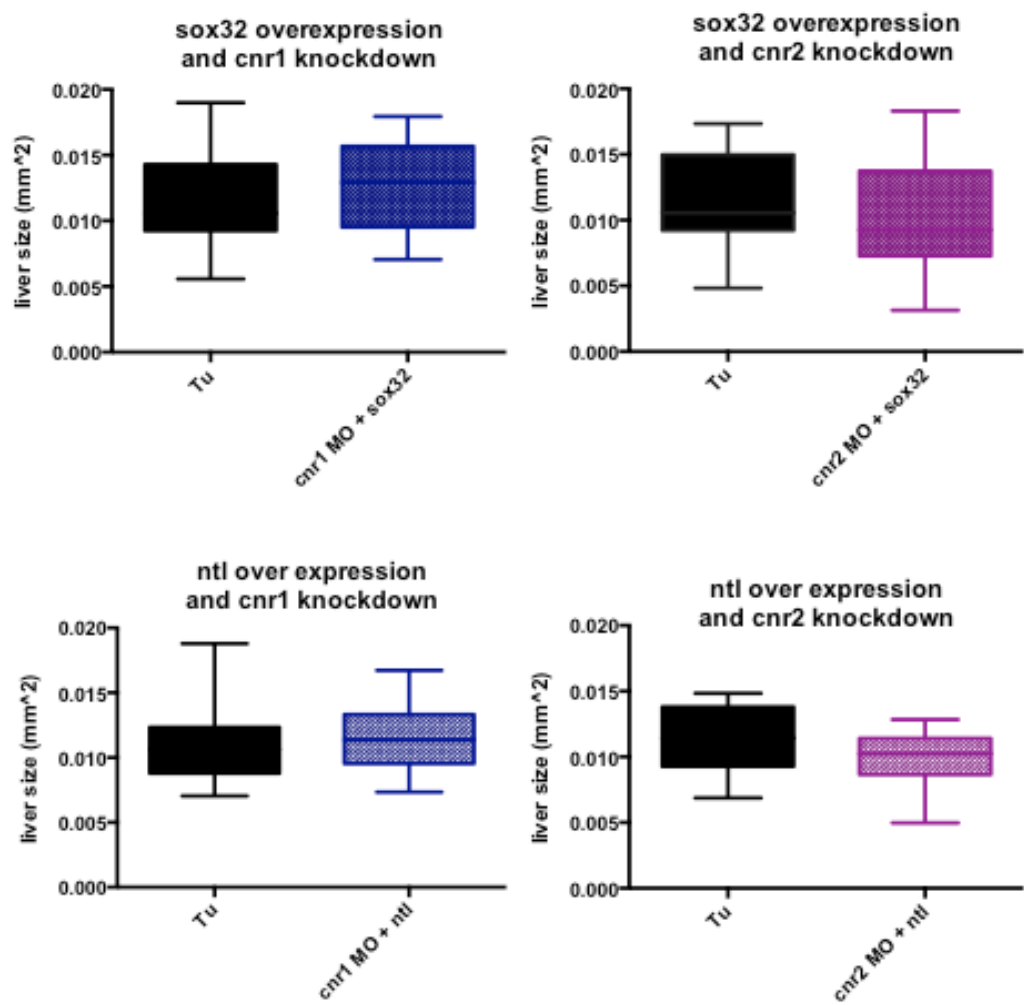 sox32 overexpression
and cnr1 knockdown
liver size (mm^2)
0.020
0.015
0.010
0.005
0.000
Tu
cnr1 MO + sox32
sox32 overexpression
and cnr2 knockdown
liver size (mm^2)
0.020
0.015
0.010
0.005
0.000
Tu
cnr2 MO + sox32
ntl over expression
and cnr1 knockdown
liver size (mm^2)
0.020
0.015
0.010
0.005
0.000
Tu
cnr1 MO + ntl
ntl over expression
and cnr2 knockdown
liver size (mm^2)
0.020
0.015
0.010
0.005
0.000
Tu
cnr2 MO + ntl